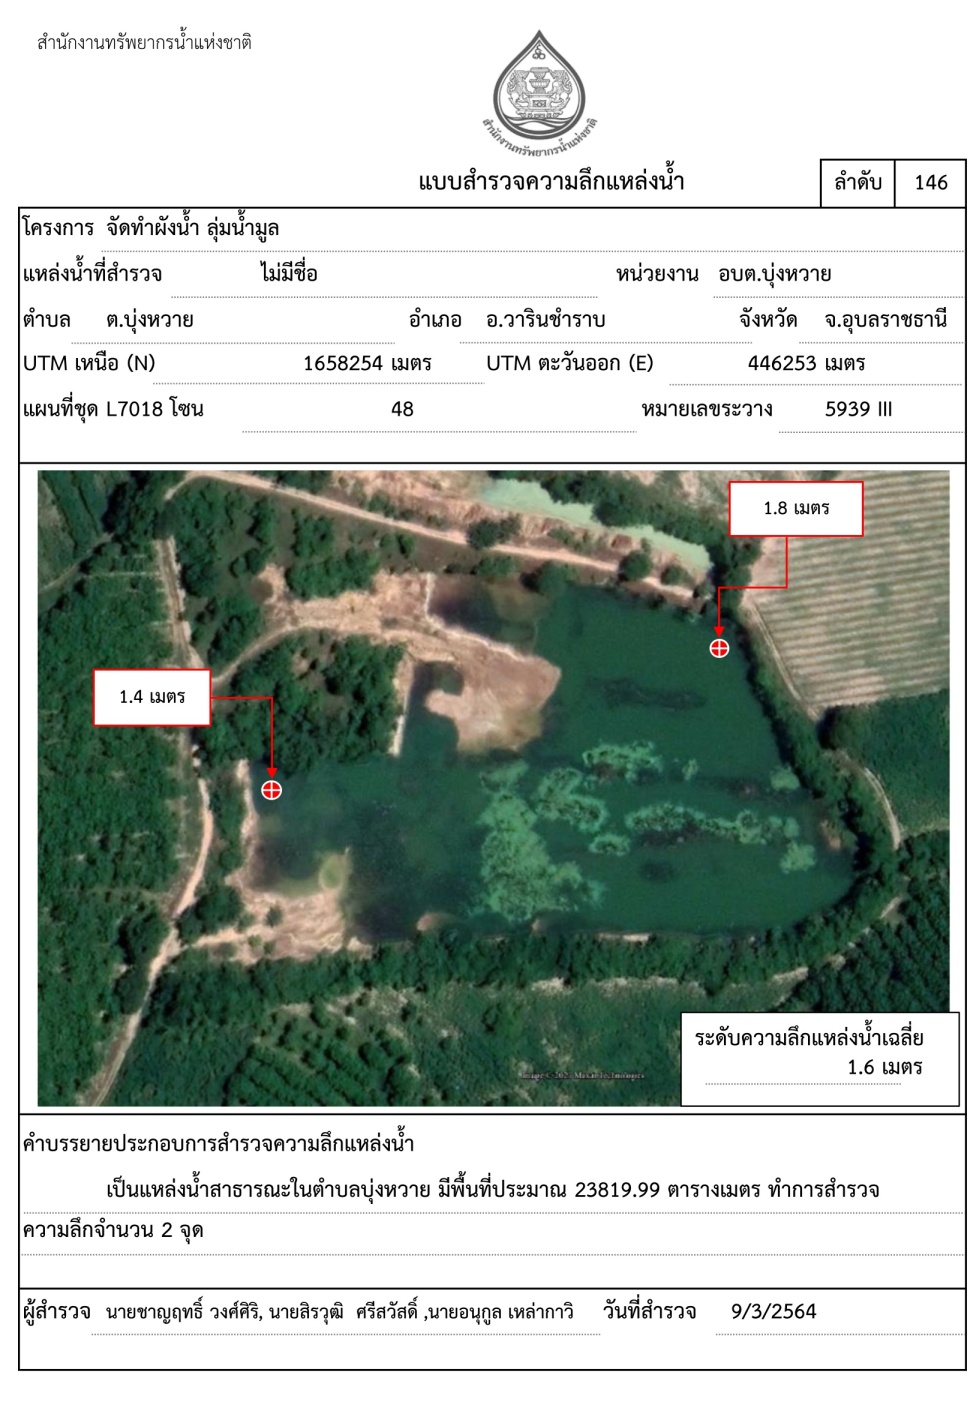 สำนักงานทรัพยากรน้ำแห่งชาติ
สำนักงานทรัพยากรน้ำแห่งชาติ
แบบสำรวจความลึกแหล่งน้ำ
ลำดับ 146
โครงการ จัดทำผังน้ำ ลุ่มน้ำมูล
แหล่งน้ำที่สำรวจ ไม่มีชื่อ หน่วยงาน อบต.บุ่งหวาย
ตำบล ต.บุ่งหวาย อำเภอ อ.วารินชำราบ จังหวัด จ.อุบลราชธานี
UTM เหนือ (N) 1658254 เมตร UTM ตะวันออก (E) 446253 เมตร
แผนที่ชุด L7018 โซน 48 หมายเลขระวาง 5939 III
1.8 เมตร
1.4 เมตร
ระดับความลึกแหล่งน้ำเฉลี่ย
1.6 เมตร
คำบรรยายประกอบการสำรวจความลึกแหล่งน้ำ
เป็นแหล่งน้ำสาธารณะในตำบลบุ่งหวาย มีพื้นที่ประมาณ 23819.99 ตารางเมตร ทำการสำรวจ
ความลึกจำนวน 2 จุด
ผู้สำรวจ นายชาญฤทธิ์ วงศ์ศิริ, นายสิรวุฒิ ศรีสวัสดิ์ ,นายอนุกูล เหล่ากาวิ วันที่สำรวจ 9/3/2564